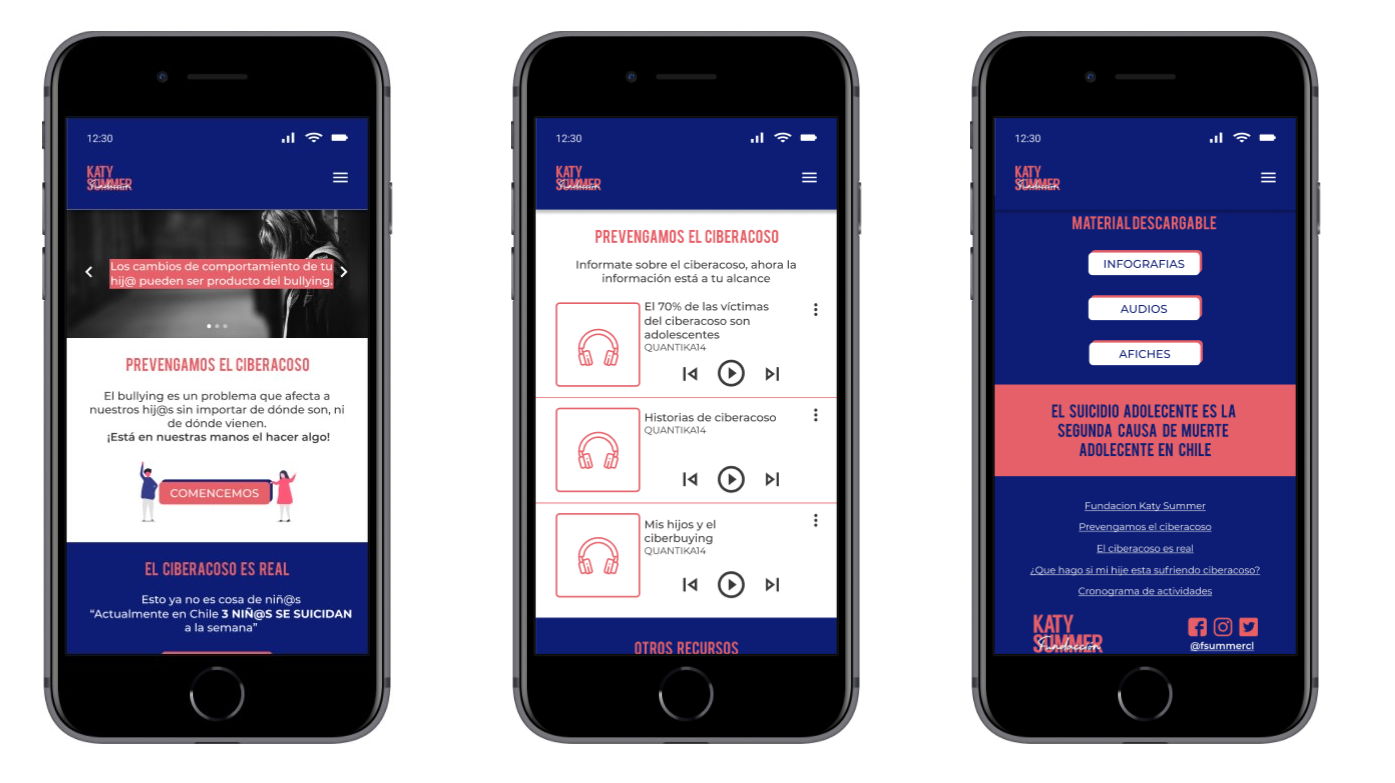 12:30
KATY
SUMMER
Los cambios de comportamiento de tu
hij@ pueden ser producto del bullying.
PREVENGAMOS EL CIBERACOSO
El bullying es un problema que afecta a
nuestros hij@s sin importar de dónde son, ni
de dónde vienen.
¡Está en nuestras manos el hacer algo!
COMENCEMOS
EL CIBERACOSO ES REAL
Esto ya no es cosa de niñ@s
“Actualmente en Chile 3 NIÑ@S SE SUICIDAN
a la semana”
12:30
KATY
SUMMER
PREVENGAMOS EL CIBERACOSO
Informate sobre el ciberacoso, ahora la
información está a tu alcance
El 70% de las víctimas
del ciberacoso son
adolescentes
QUANTIKA14
Historias de ciberacoso
QUANTIKA14
Mis hijos y el
ciberbuying
QUANTIKA14
OTROS RECURSOS
12:30
KATY
SUMMER
MATERIAL DESCARGABLE
INFOGRAFIAS
AUDIOS
AFICHES
EL SUICIDIO ADOLECENTE ES LA
SEGUNDA CAUSA DE MUERTE
ADOLECENTE EN CHILE
Fundacion Katy Summer
Prevengamos el ciberacoso
El ciberacoso es real
¿Que hago si mi hije esta sufriendo ciberacoso?
Cronograma de actividades
KATY
SUMMER
Fundación
@fsummercl